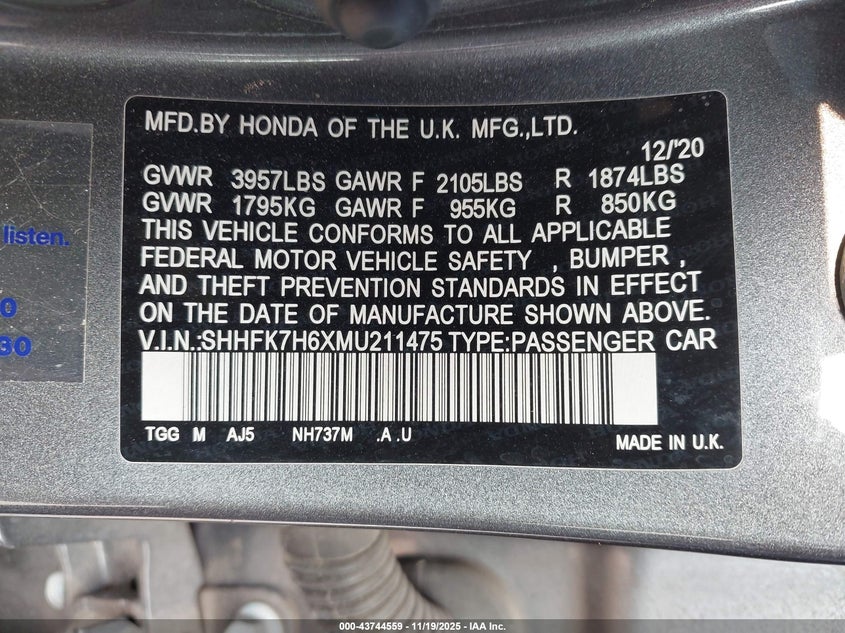 MFD.BY HONDA OF THE U.K. MFG.,LTD.
12/'20
GVWR 3957LBS GAWR F 2105LBS R 1874LBS
GVWR 1795KG GAWR F 955KG R 850KG
THIS VEHICLE CONFORMS TO ALL APPLICABLE
FEDERAL MOTOR VEHICLE SAFETY , BUMPER ,
AND THEFT PREVENTION STANDARDS IN EFFECT
ON THE DATE OF MANUFACTURE SHOWN ABOVE.
V.I.N.:SHHFK7H6XMU211475 TYPE:PASSENGER CAR
TGG M AJ5 NH737M .A .U
MADE IN U.K.
listen.
0
30
000-43744559 — 11/19/2025 — IAA Inc.